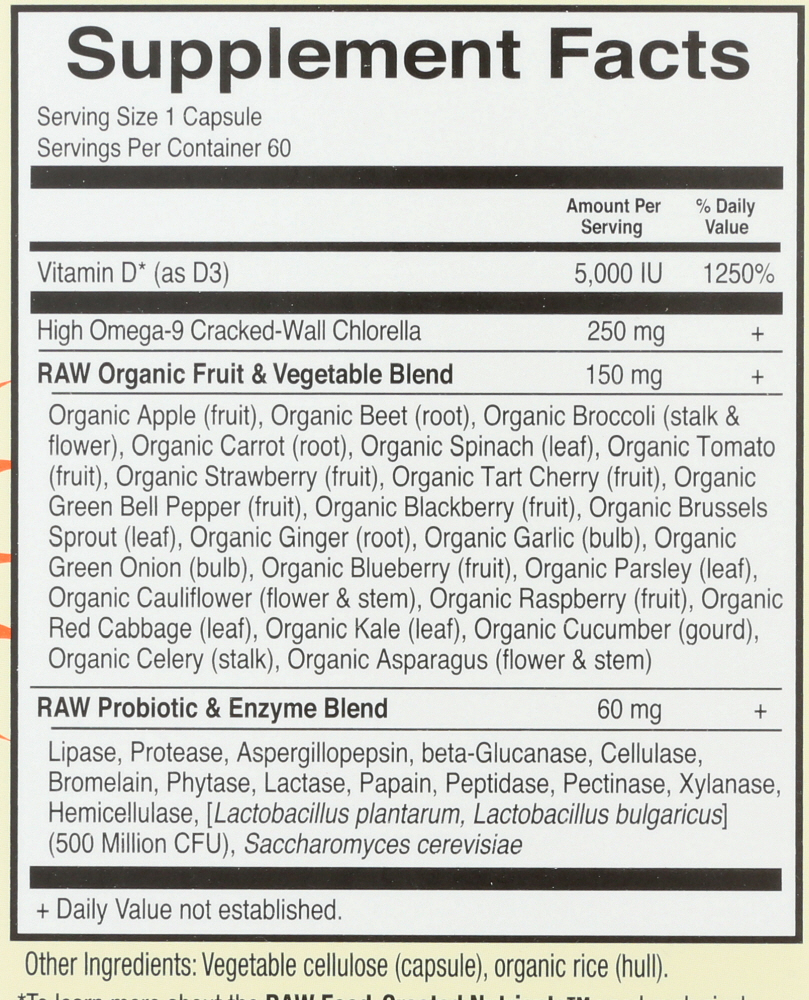 Supplement Facts
Serving Size 1 Capsule
Servings Per Container 60
Amount Per % Daily
Serving Value
Vitamin D* (as D3) 5,000 IU 1250%
High Omega-9 Cracked-Wall Chlorella 250 mg +
RAW Organic Fruit & Vegetable Blend 150 mg +
Organic Apple (fruit), Organic Beet (root), Organic Broccoli (stalk &
flower), Organic Carrot (root), Organic Spinach (leaf), Organic Tomato
(fruit), Organic Strawberry (fruit), Organic Tart Cherry (fruit), Organic
Green Bell Pepper (fruit), Organic Blackberry (fruit), Organic Brussels
Sprout (leaf), Organic Ginger (root), Organic Garlic (bulb), Organic
Green Onion (bulb), Organic Blueberry (fruit), Organic Parsley (leaf),
Organic Cauliflower (flower & stem), Organic Raspberry (fruit), Organic
Red Cabbage (leaf), Organic Kale (leaf), Organic Cucumber (gourd),
Organic Celery (stalk), Organic Asparagus (flower & stem)
RAW Probiotic & Enzyme Blend 60 mg +
Lipase, Protease, Aspergillopepsin, beta-Glucanase, Cellulase,
Bromelain, Phytase, Lactase, Papain, Peptidase, Pectinase, Xylanase,
Hemicellulase, [Lactobacillus plantarum, Lactobacillus bulgaricus]
(500 Million CFU), Saccharomyces cerevisiae
+ Daily Value not established.
Other Ingredients: Vegetable cellulose (capsule), organic rice (hull).
*To learn more about the RAW